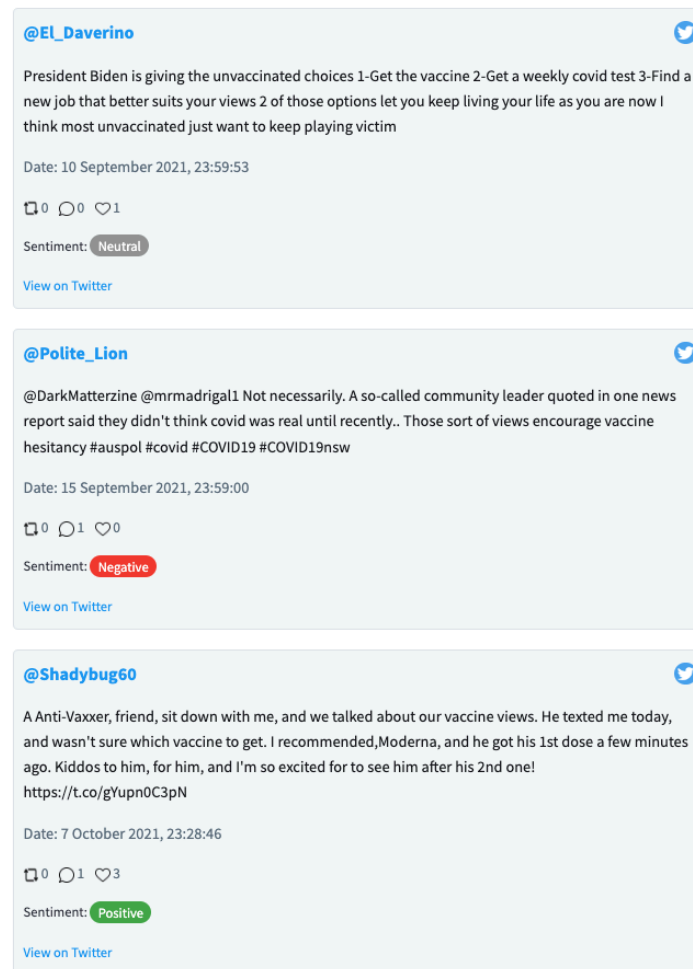 @El_Daverino
President Biden is giving the unvaccinated choices 1-Get the vaccine 2-Get a weekly covid test 3-Find a
new job that better suits your views 2 of those options let you keep living your life as you are now I
think most unvaccinated just want to keep playing victim
Date: 10 September 2021, 23:59:53
0 0 1
Sentiment: Neutral
View on Twitter
@Polite_Lion
@DarkMatterzine @mrmadrigal1 Not necessarily. A so-called community leader quoted in one news
report said they didn't think covid was real until recently.. Those sort of views encourage vaccine
hesitancy #auspol #covid #COVID19 #COVID19nsw
Date: 15 September 2021, 23:59:00
0 1 0
Sentiment: Negative
View on Twitter
@Shadybug60
A Anti-Vaxxer, friend, sit down with me, and we talked about our vaccine views. He texted me today,
and wasn't sure which vaccine to get. I recommended,Moderna, and he got his 1st dose a few minutes
ago. Kiddos to him, for him, and I'm so excited for to see him after his 2nd one!
https://t.co/gYupn0C3pN
Date: 7 October 2021, 23:28:46
0 1 3
Sentiment: Positive
View on Twitter